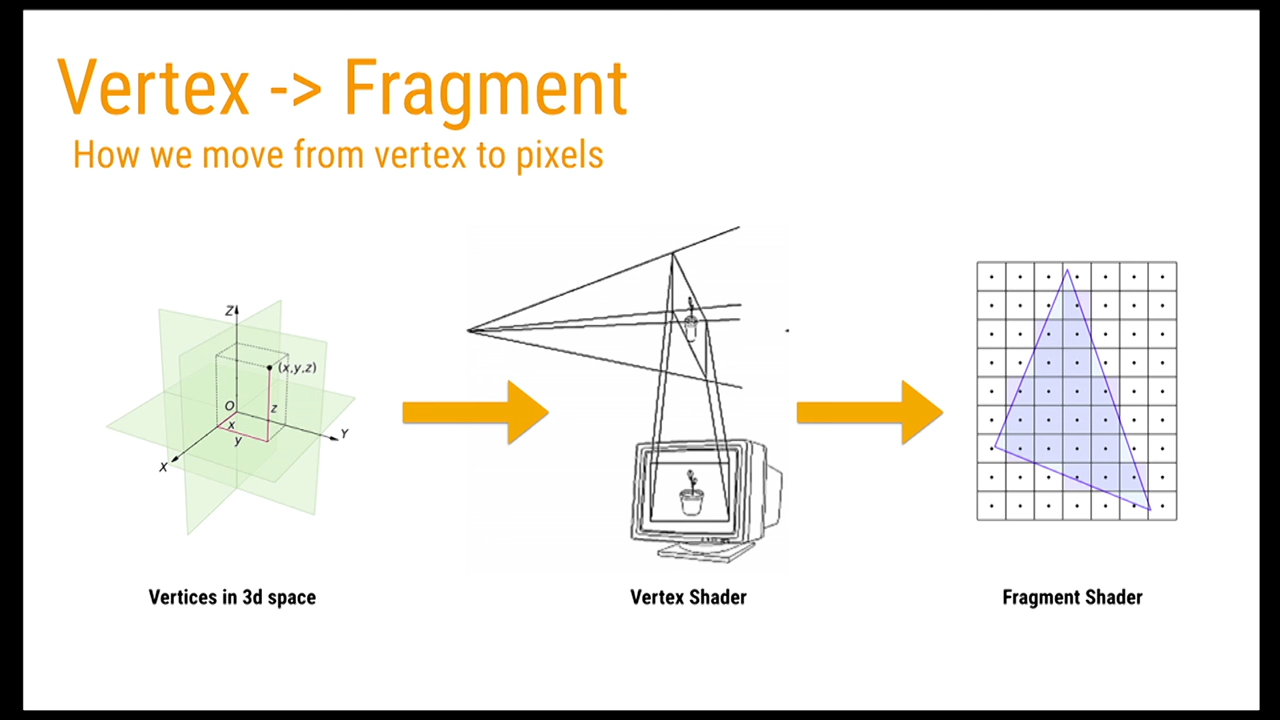 Vertex -> Fragment
How we move from vertex to pixels
Z
(x,y,z)
O
z
x
y
Y
X
Vertices in 3d space
Vertex Shader
Fragment Shader